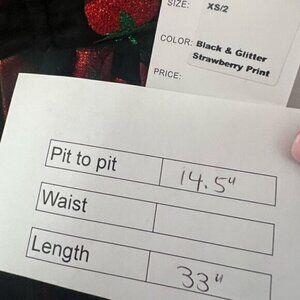 SIZE: XS/2
COLOR: Black & Glitter
Strawberry Print
PRICE:
Pit to pit 14.5"
Waist
Length 33"